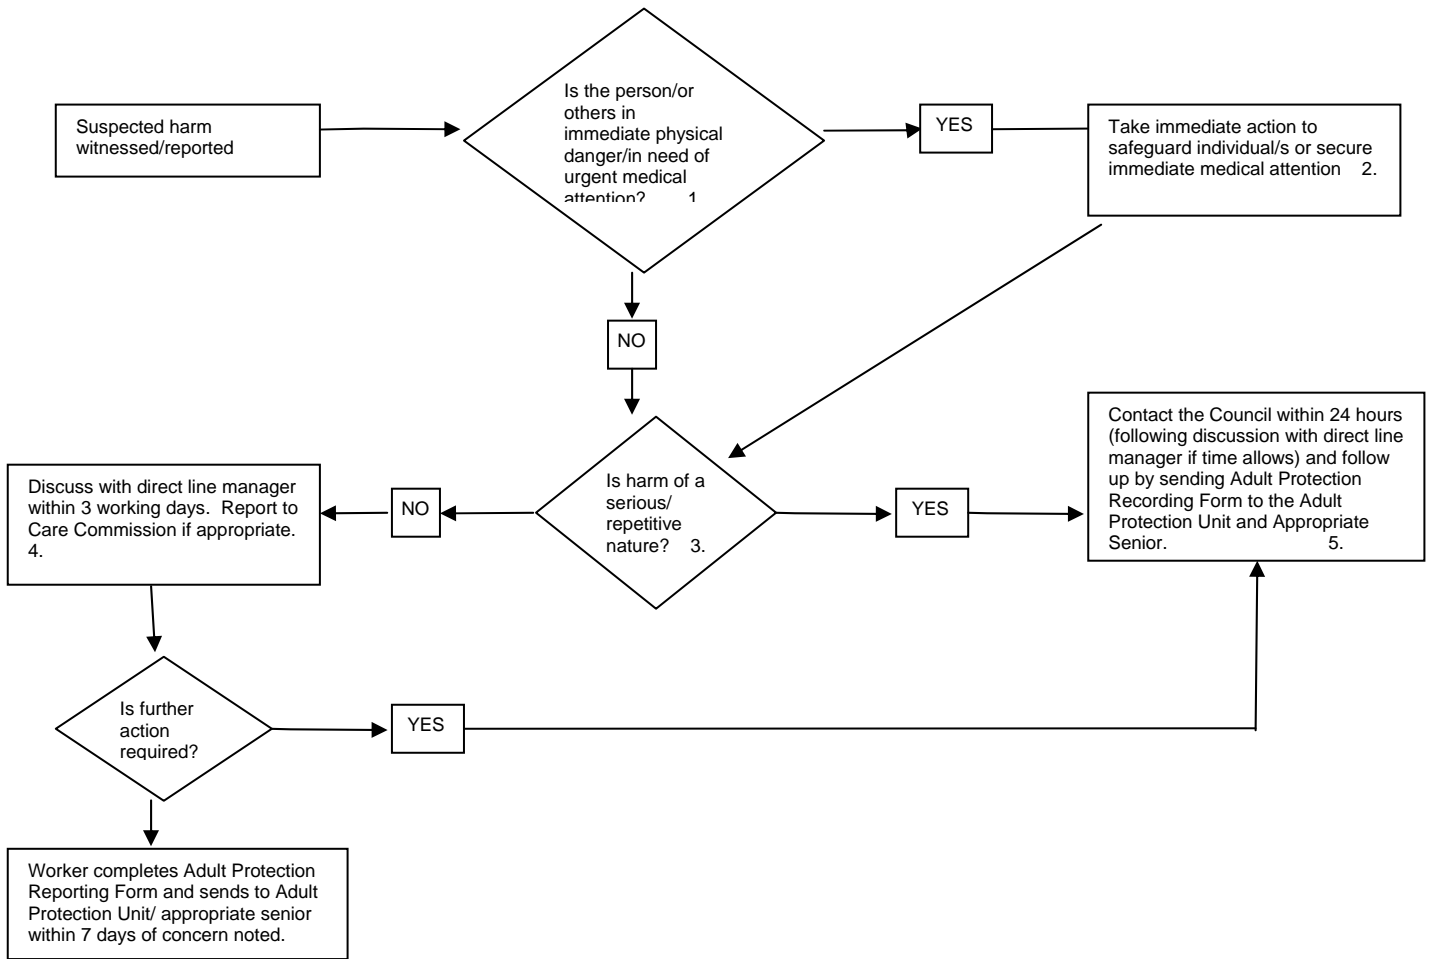 Suspected harm
witnessed/reported
Is the person/or
others in
immediate physical
danger/in need of
urgent medical
attention? 1
YES
Take immediate action to
safeguard individual/s or secure
immediate medical attention 2.
NO
Discuss with direct line manager
within 3 working days. Report to
Care Commission if appropriate.
4.
NO
Is harm of a
serious/
repetitive
nature? 3.
YES
Contact the Council within 24 hours
(following discussion with direct line
manager if time allows) and follow
up by sending Adult Protection
Recording Form to the Adult
Protection Unit and Appropriate
Senior. 5.
Is further
action
required?
YES
Worker completes Adult Protection
Reporting Form and sends to Adult
Protection Unit/ appropriate senior
within 7 days of concern noted.